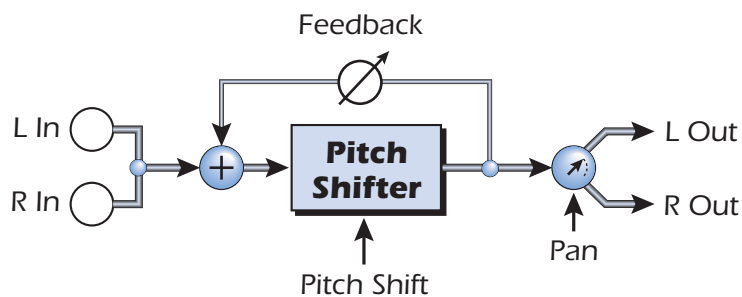 Feedback
L In
R In
+
Pitch
Shifter
L Out
R Out
Pan
Pitch Shift